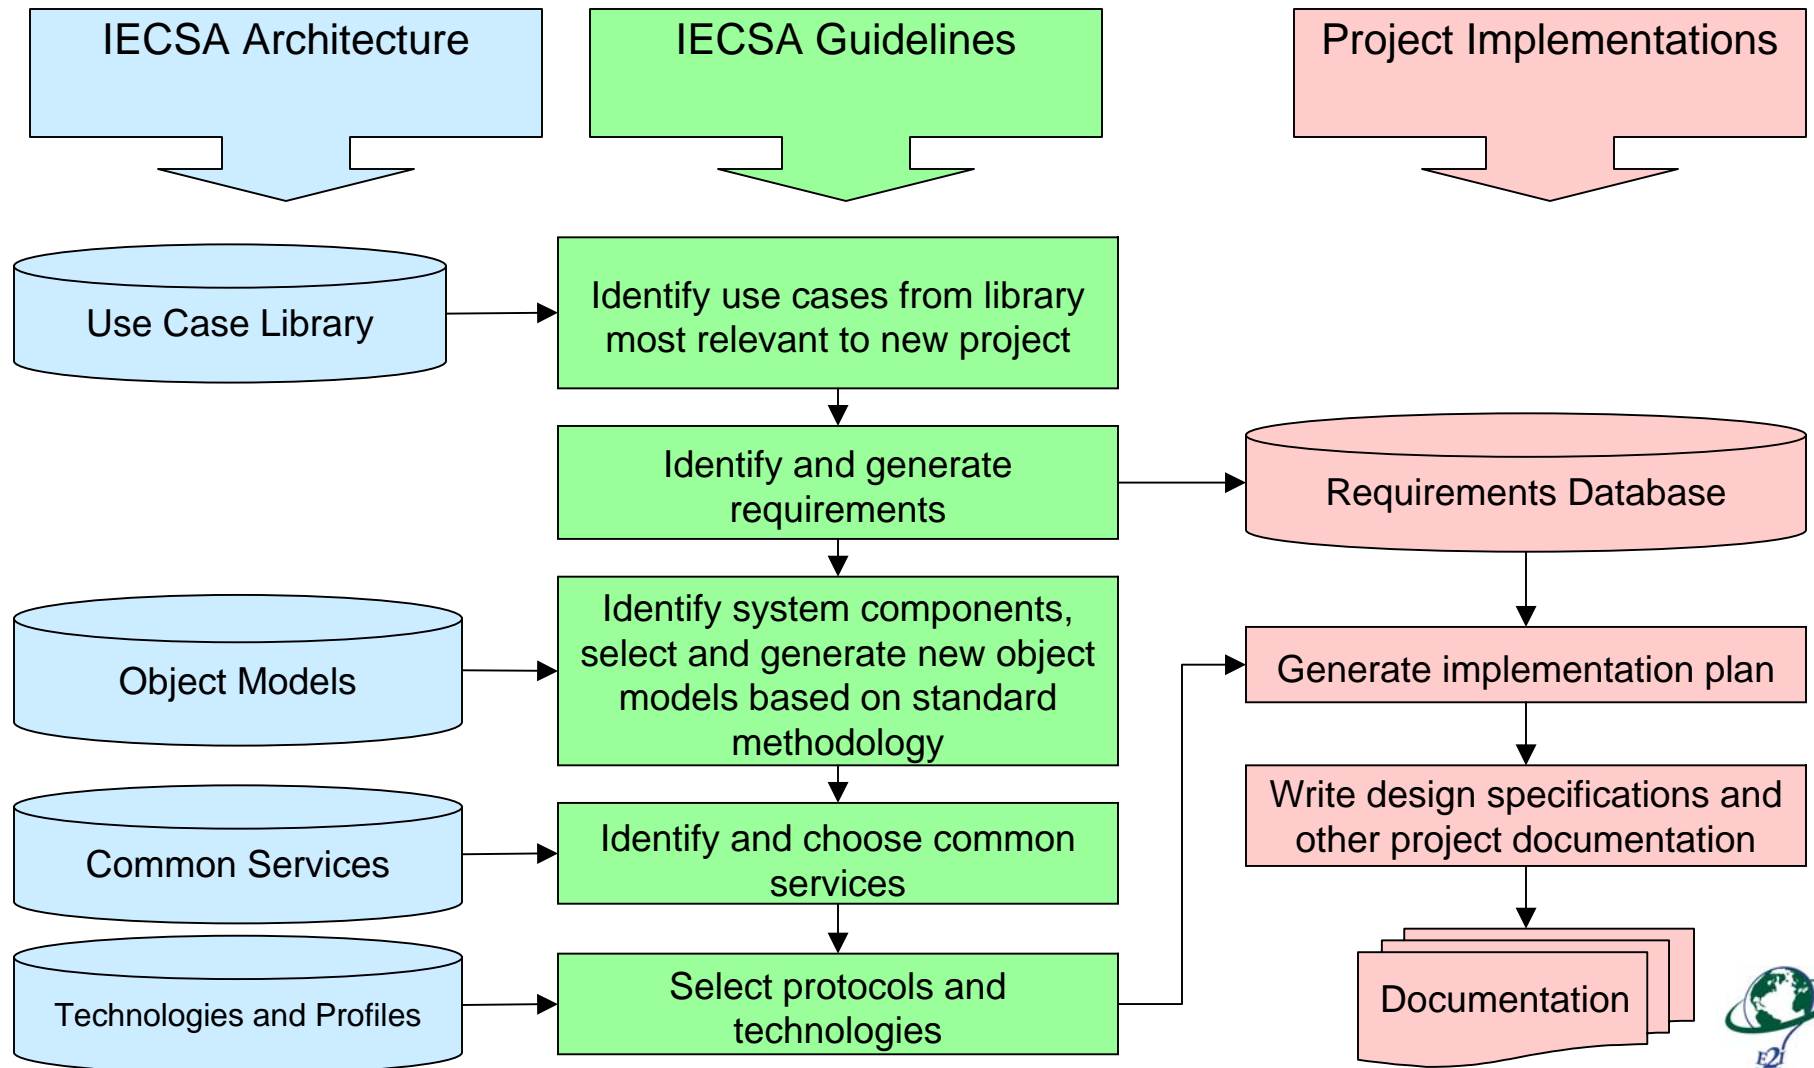 IECSA Architecture
IECSA Guidelines
Project Implementations
Use Case Library
Identify use cases from library
most relevant to new project
Identify and generate
requirements
Requirements Database
Object Models
Identify system components,
select and generate new object
models based on standard
methodology
Generate implementation plan
Common Services
Identify and choose common
services
Write design specifications and
other project documentation
Technologies and Profiles
Select protocols and
technologies
Documentation
E2I